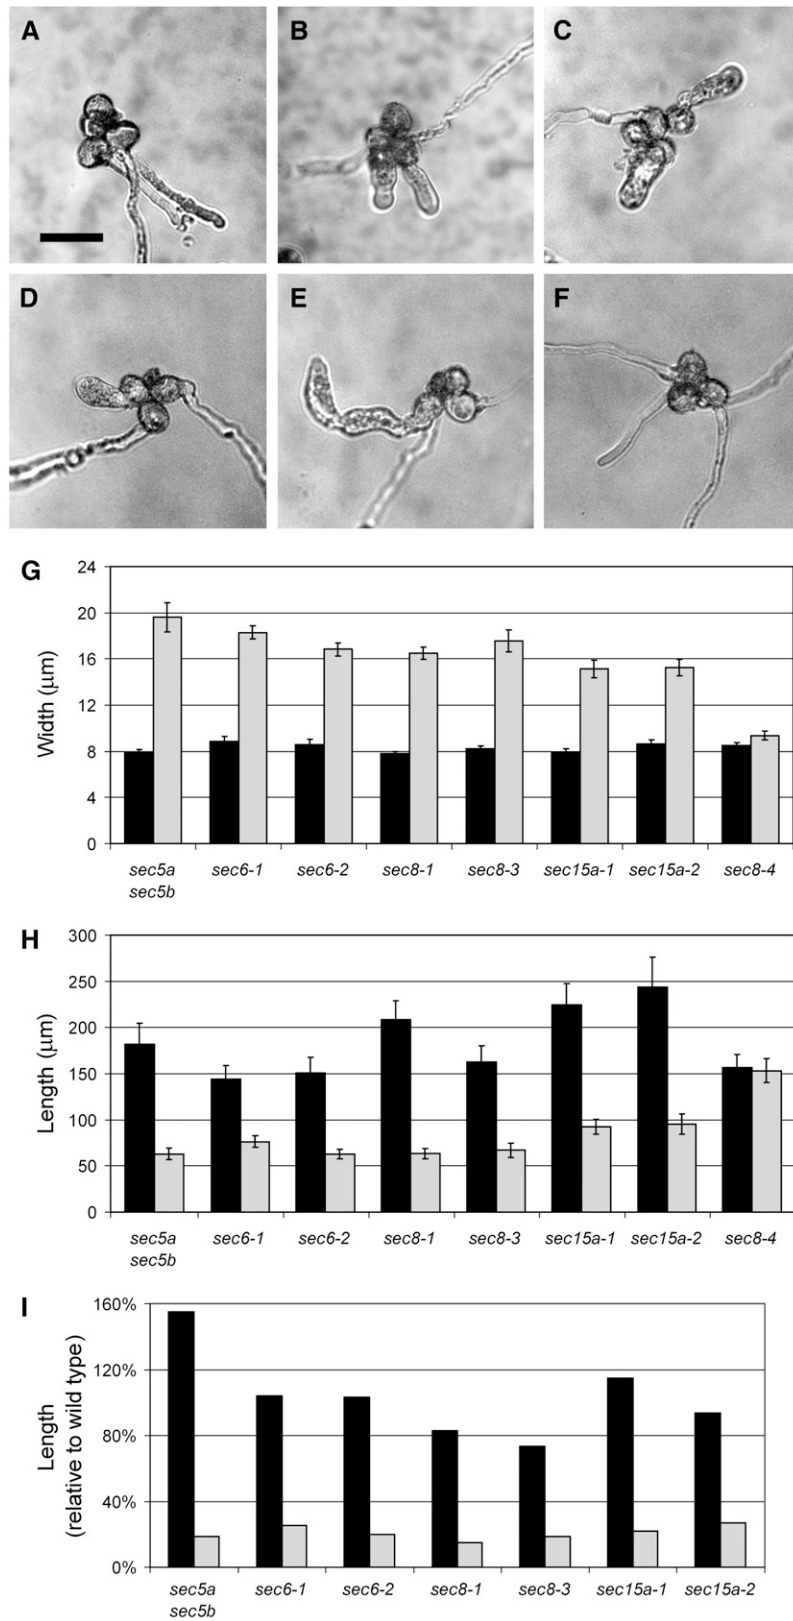 A
B
C
D
E
F
G
24
20
16
12
8
4
0
Width (μm)
sec5a
sec5b
sec6-1
sec6-2
sec8-1
sec8-3
sec15a-1
sec15a-2
sec8-4
H
300
250
200
150
100
50
0
Length (μm)
sec5a
sec5b
sec6-1
sec6-2
sec8-1
sec8-3
sec15a-1
sec15a-2
sec8-4
I
160%
120%
80%
40%
0%
Length
(relative to wild type)
sec5a
sec5b
sec6-1
sec6-2
sec8-1
sec8-3
sec15a-1
sec15a-2